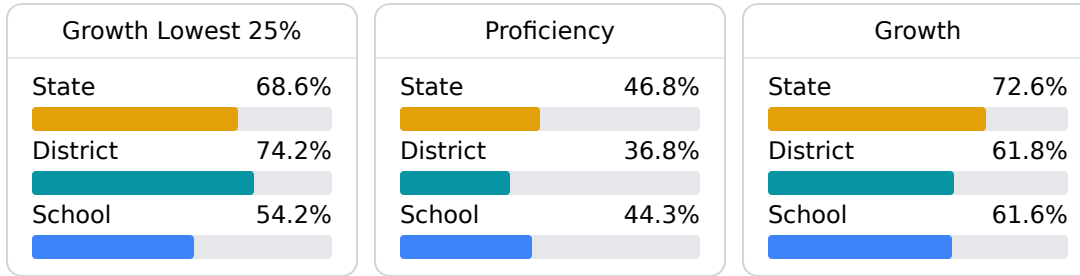 Growth Lowest 25%
State 68.6%
District 74.2%
School 54.2%
Proficiency
State 46.8%
District 36.8%
School 44.3%
Growth
State 72.6%
District 61.8%
School 61.6%